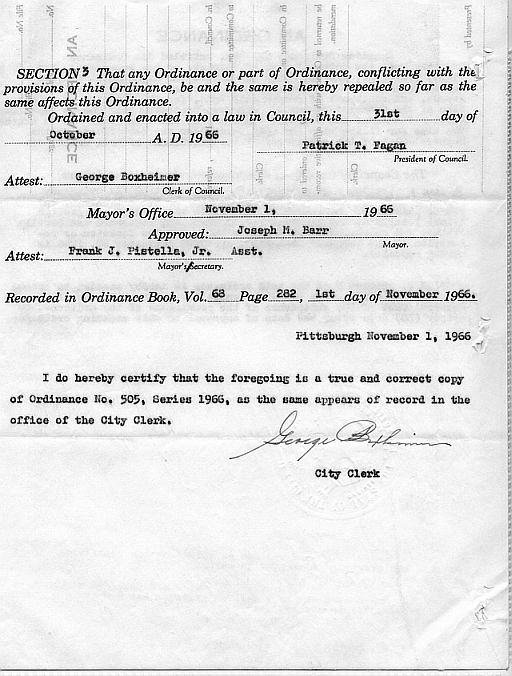 SECTION 3 That any Ordinance or part of Ordinance, conflicting with the
provisions of this Ordinance, be and the same is hereby repealed so far as the
same affects this Ordinance.
Ordained and enacted into a law in Council, this 31st day of
October A. D. 1966
Patrick T. Fagan
President of Council.
Attest: George Boxheimer
Clerk of Council.
Mayor's Office November 1, 1966
Approved: Joseph M. Barr
Mayor.
Attest: Frank J. Pistella, Jr. Asst.
Mayor's Secretary.
Recorded in Ordinance Book, Vol. 68 Page 282, 1st day of November 1966.
Pittsburgh November 1, 1966
I do hereby certify that the foregoing is a true and correct copy
of Ordinance No. 505, Series 1966, as the same appears of record in the
office of the City Clerk.
George Boxheimer
City Clerk